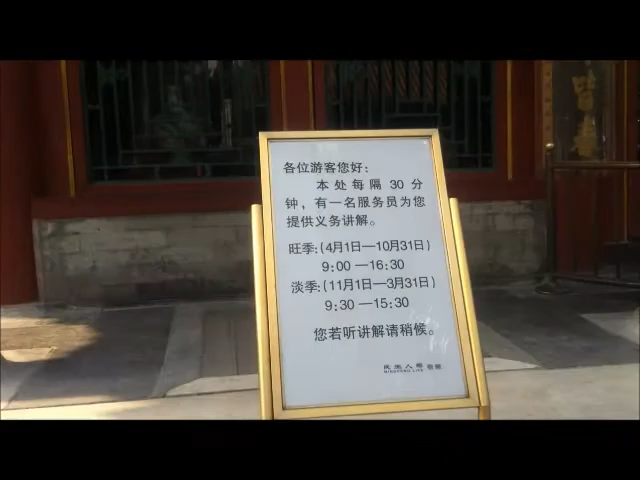 各位游客您好：
本处每隔 30 分
钟，有一名服务员为您
提供义务讲解。
旺季：(4月1日—10月31日)
9:00 —16:30
淡季：(11月1日—3月31日)
9:30 —15:30
您若听讲解请稍候。